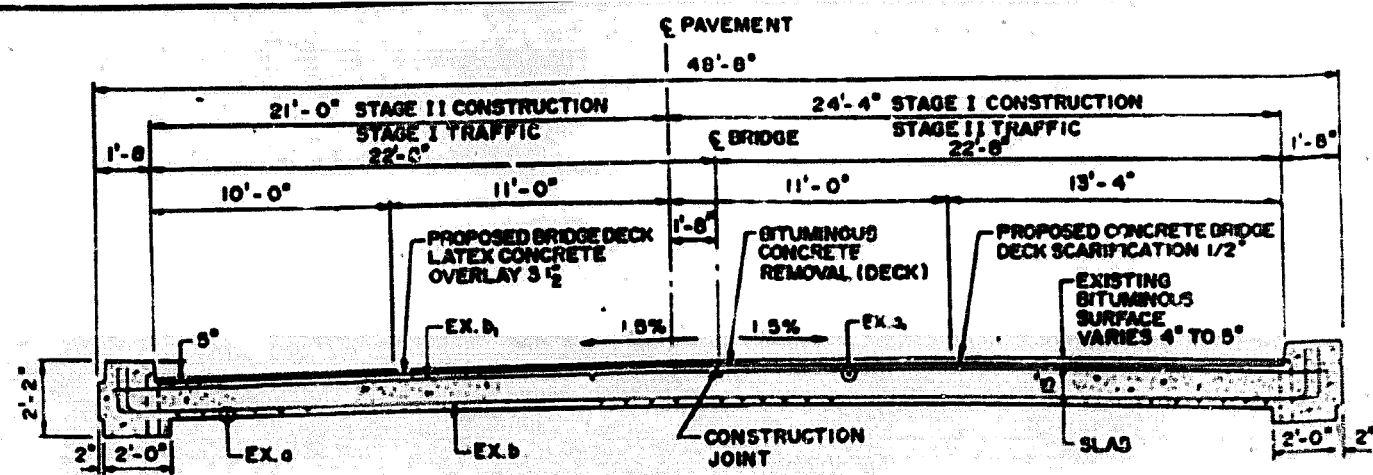 ℄ PAVEMENT
48'-8"
21'-0" STAGE II CONSTRUCTION
24'-4" STAGE I CONSTRUCTION
STAGE I TRAFFIC
STAGE II TRAFFIC
1'-8
22'-8"
℄ BRIDGE
22'-8"
1'-8"
10'-0"
11'-0"
11'-0"
13'-4"
1'-8"
PROPOSED BRIDGE DECK
LATEX CONCRETE
OVERLAY 3 1/2"
BITUMINOUS
CONCRETE
REMOVAL (DECK)
PROPOSED CONCRETE BRIDGE
DECK SCARIFICATION 1/2"
EXISTING
BITUMINOUS
SURFACE
VARIES 4" TO 5"
5"
EX. b₁
1.5%
1.5%
EX. a₁
2'-2"
2"
2'-0"
EX. a
EX. b
CONSTRUCTION
JOINT
SLAB
2'-0"
2"